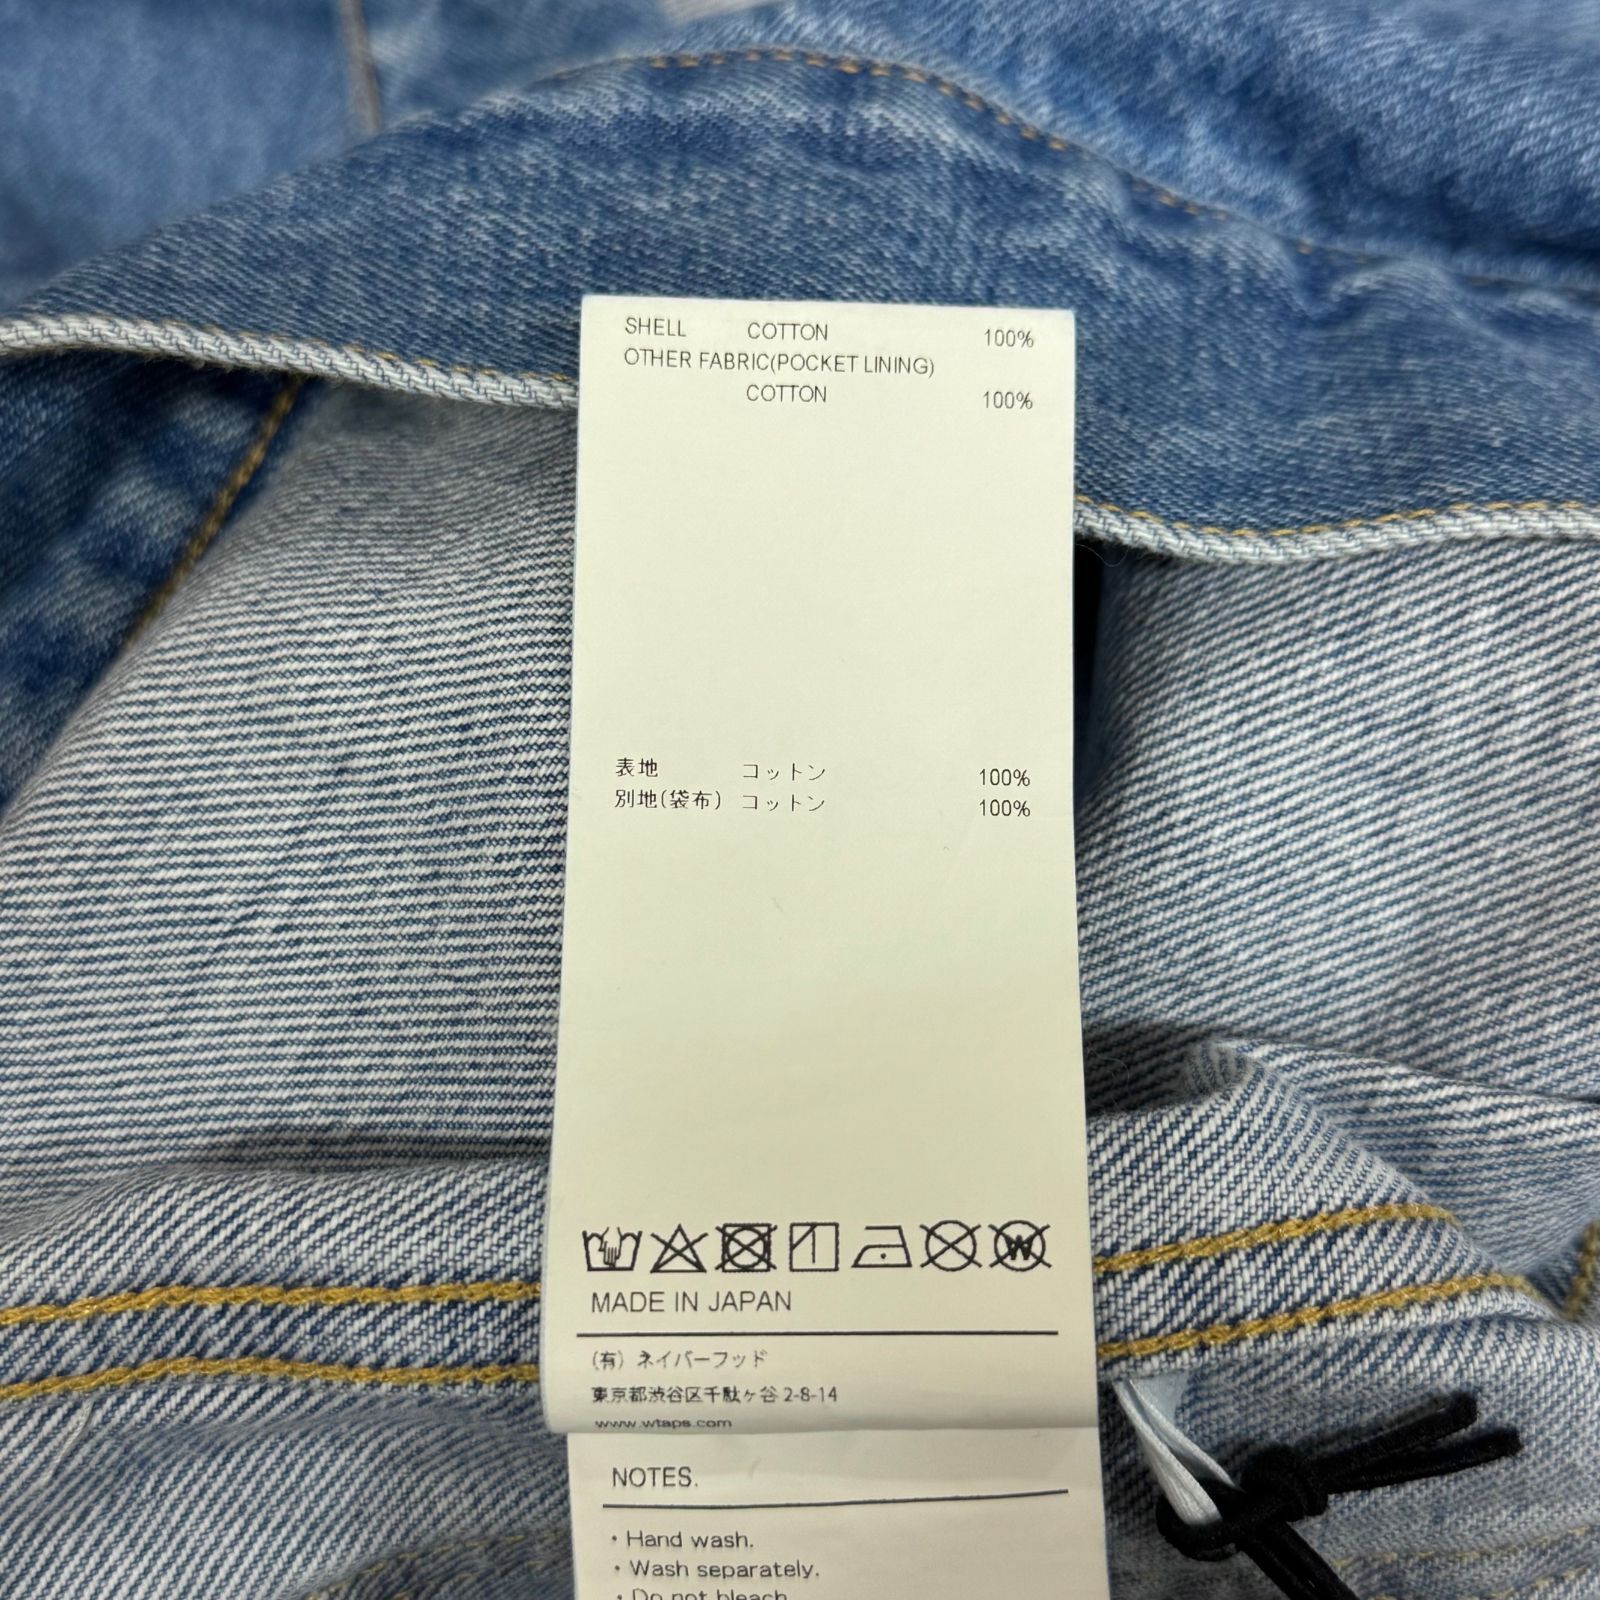 SHELL COTTON 100%
OTHER FABRIC(POCKET LINING)
COTTON 100%
表地 コットン 100%
別地(袋布) コットン 100%
W
MADE IN JAPAN
(有) ネイバーフッド
東京都渋谷区千駄ヶ谷 2-8-14
www.wtaps.com
NOTES.
・Hand wash.
・Wash separately.
・Do not bleach